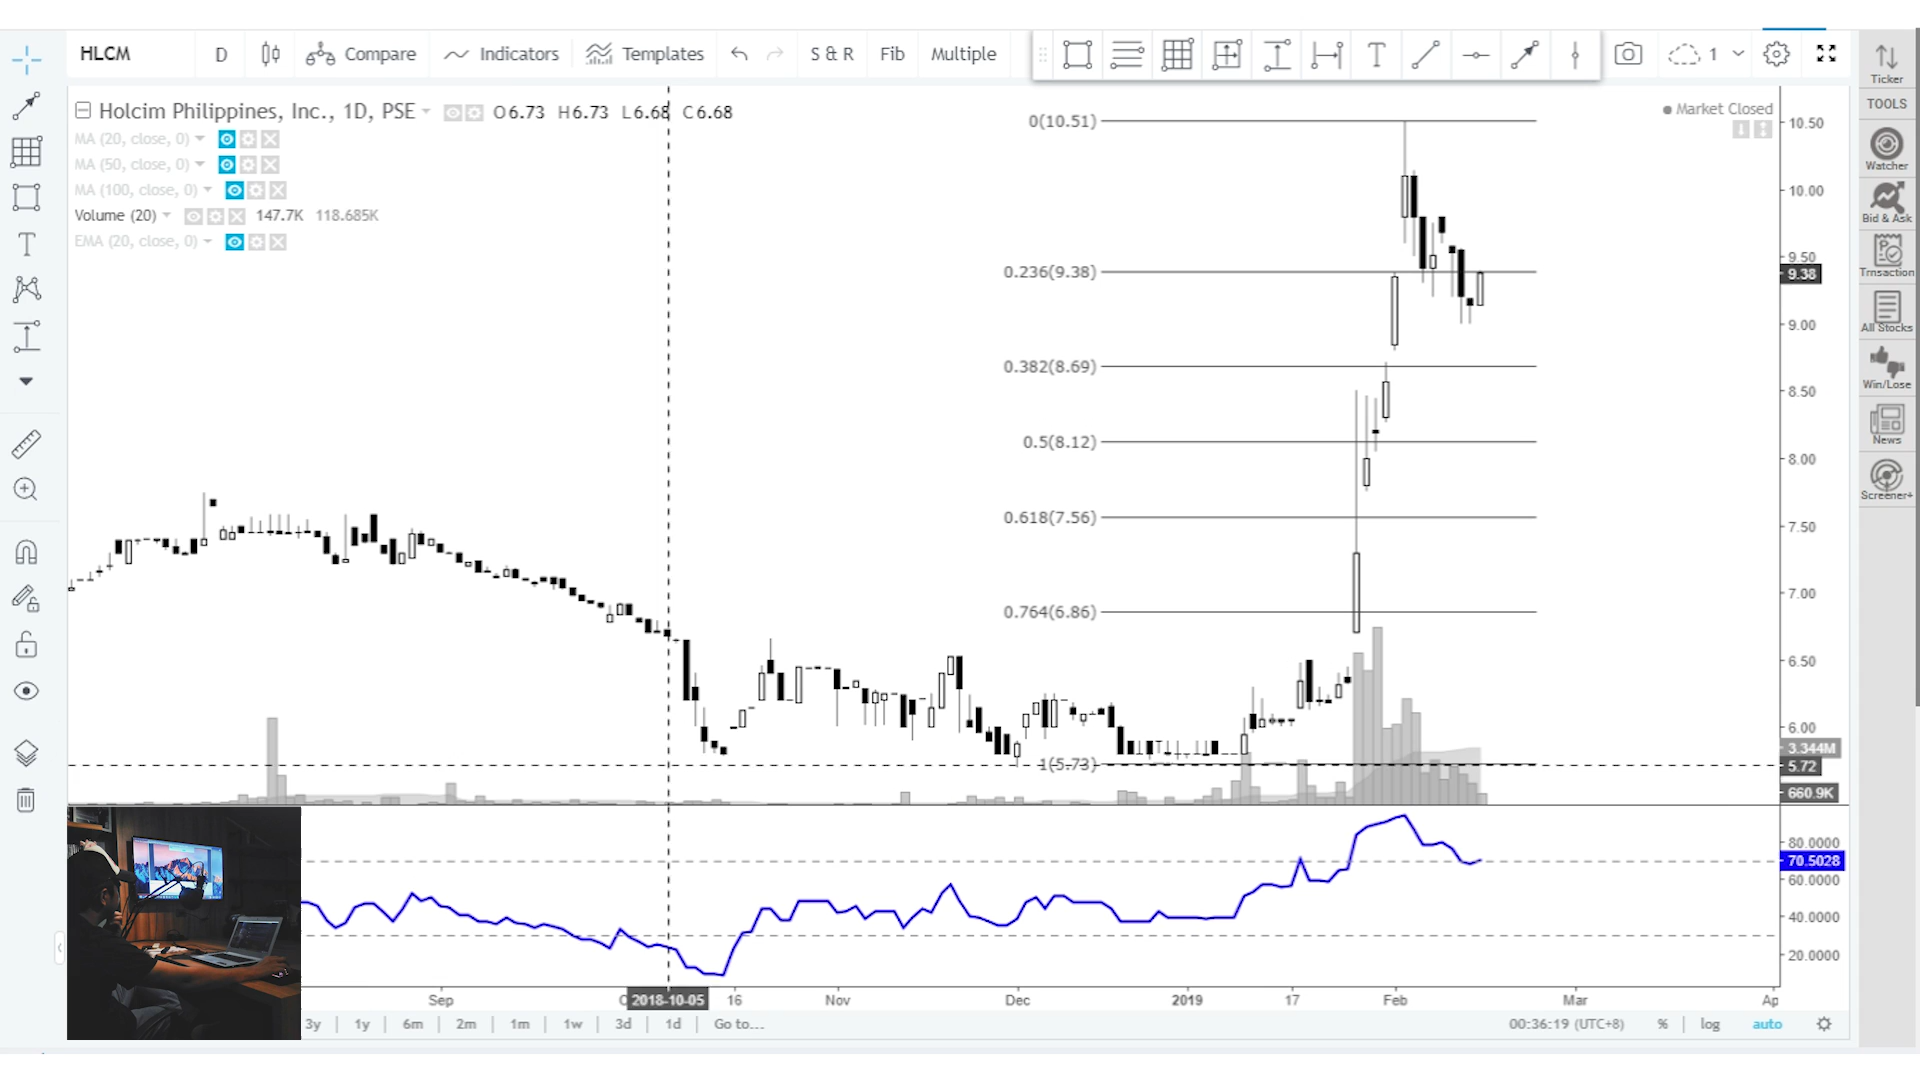 HLCM D Compare Indicators Templates S & R Fib Multiple T 1
Ticker
TOOLS
Watcher
Bid & Ask
Trnsaction
All Stocks
Win/Lose
News
Screener+
Holcim Philippines, Inc., 1D, PSE O6.73 H6.73 L6.68 C6.68
MA (20, close, 0)
MA (50, close, 0)
MA (100, close, 0)
Volume (20) 147.7K 118.685K
EMA (20, close, 0)
Market Closed
0(10.51)
0.236(9.38)
0.382(8.69)
0.5(8.12)
0.618(7.56)
0.764(6.86)
1(5.73)
10.50
10.00
9.50
9.38
9.00
8.50
8.00
7.50
7.00
6.50
6.00
3.344M
5.72
660.9K
80.0000
70.5028
60.0000
40.0000
20.0000
Sep 2018-10-05 16 Nov Dec 2019 17 Feb Mar Ap
3y 1y 6m 2m 1m 1w 3d 1d Go to... 00:36:19 (UTC+8) % log auto